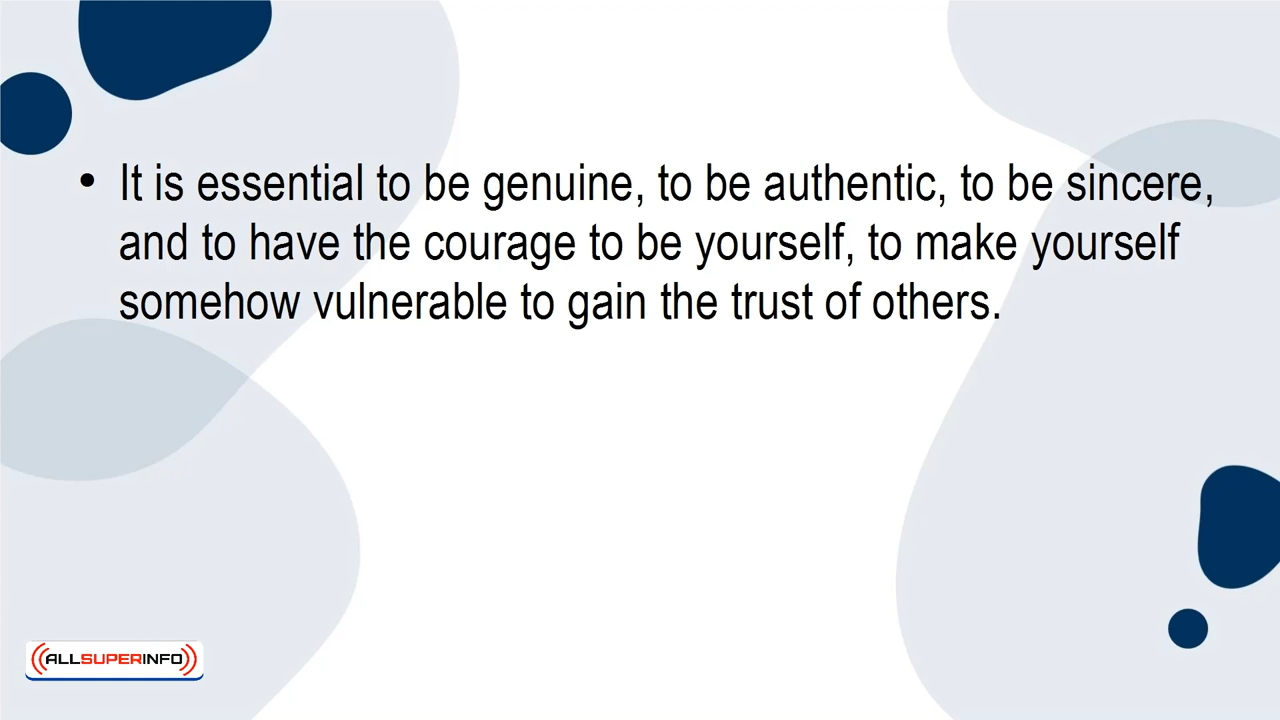 • It is essential to be genuine, to be authentic, to be sincere,
and to have the courage to be yourself, to make yourself
somehow vulnerable to gain the trust of others.
ALLSUPERINFO